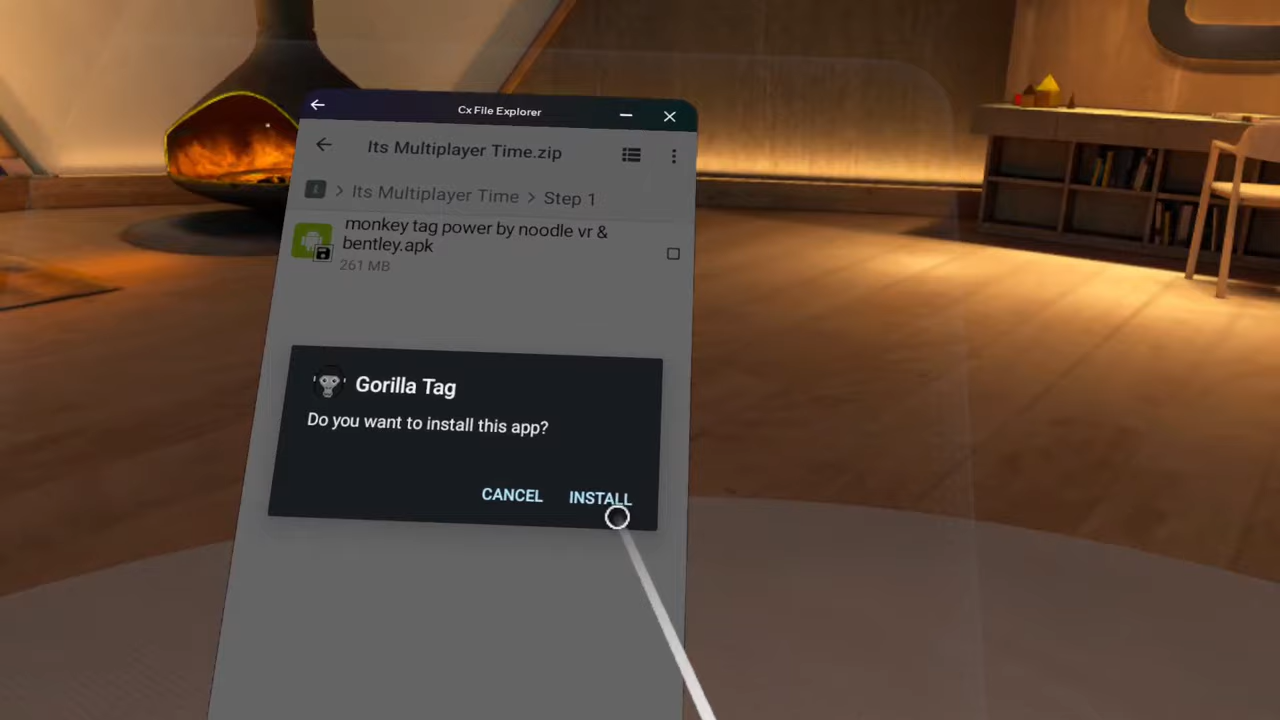 Cx File Explorer
Its Multiplayer Time.zip
Its Multiplayer Time > Step 1
monkey tag power by noodle vr &
bentley.apk
261 MB
Gorilla Tag
Do you want to install this app?
CANCEL INSTALL